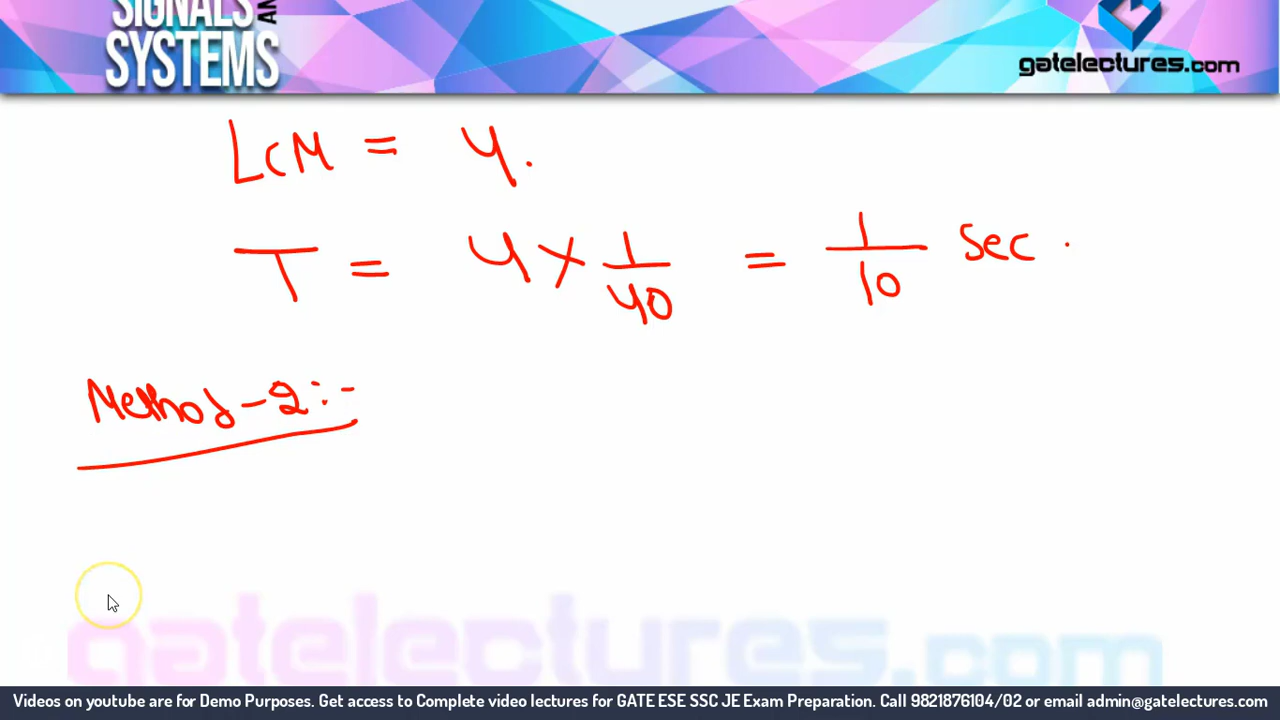 SIGNALS AN
SYSTEMS
gatelectures.com
LCM = 4.
T = 4 × 1/40 = 1/10 Sec.
Method-2:-
gatelectures.com
Videos on youtube are for Demo Purposes. Get access to Complete video lectures for GATE ESE SSC JE Exam Preparation. Call 9821876104/02 or email admin@gatelectures.com